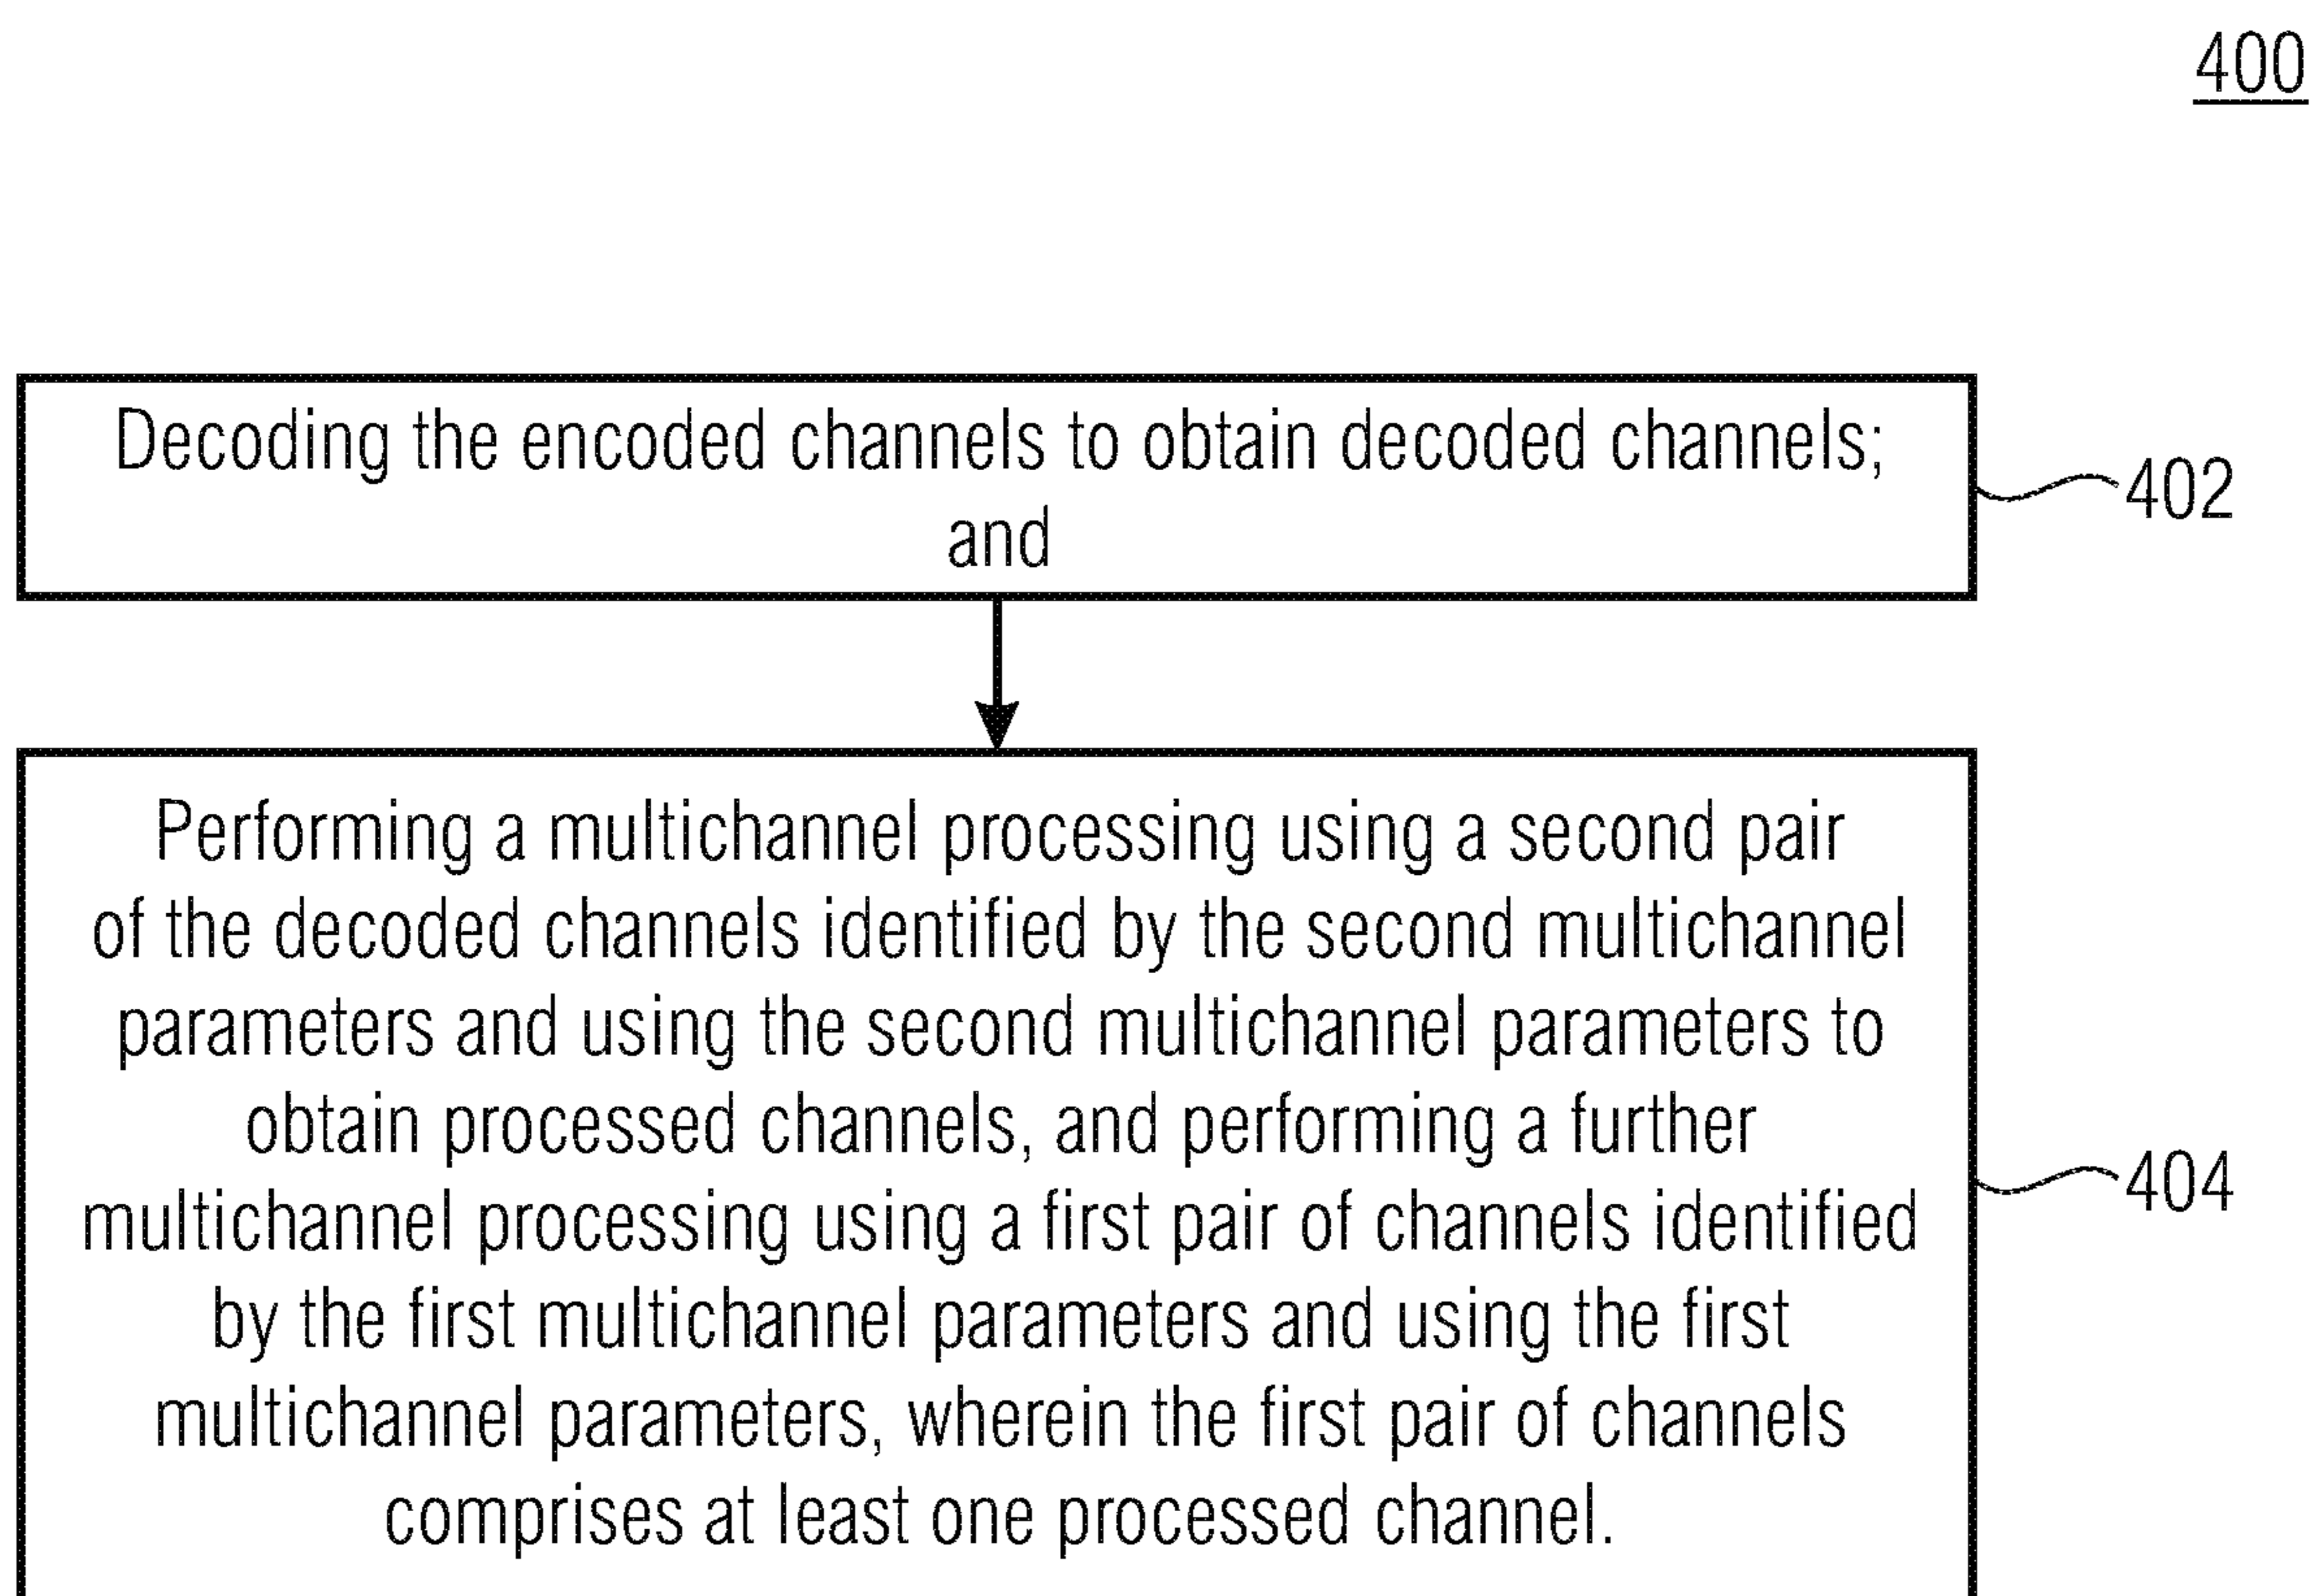 400
Decoding the encoded channels to obtain decoded channels;
and
402
Performing a multichannel processing using a second pair
of the decoded channels identified by the second multichannel
parameters and using the second multichannel parameters to
obtain processed channels, and performing a further
multichannel processing using a first pair of channels identified
by the first multichannel parameters and using the first
multichannel parameters, wherein the first pair of channels
comprises at least one processed channel.
404